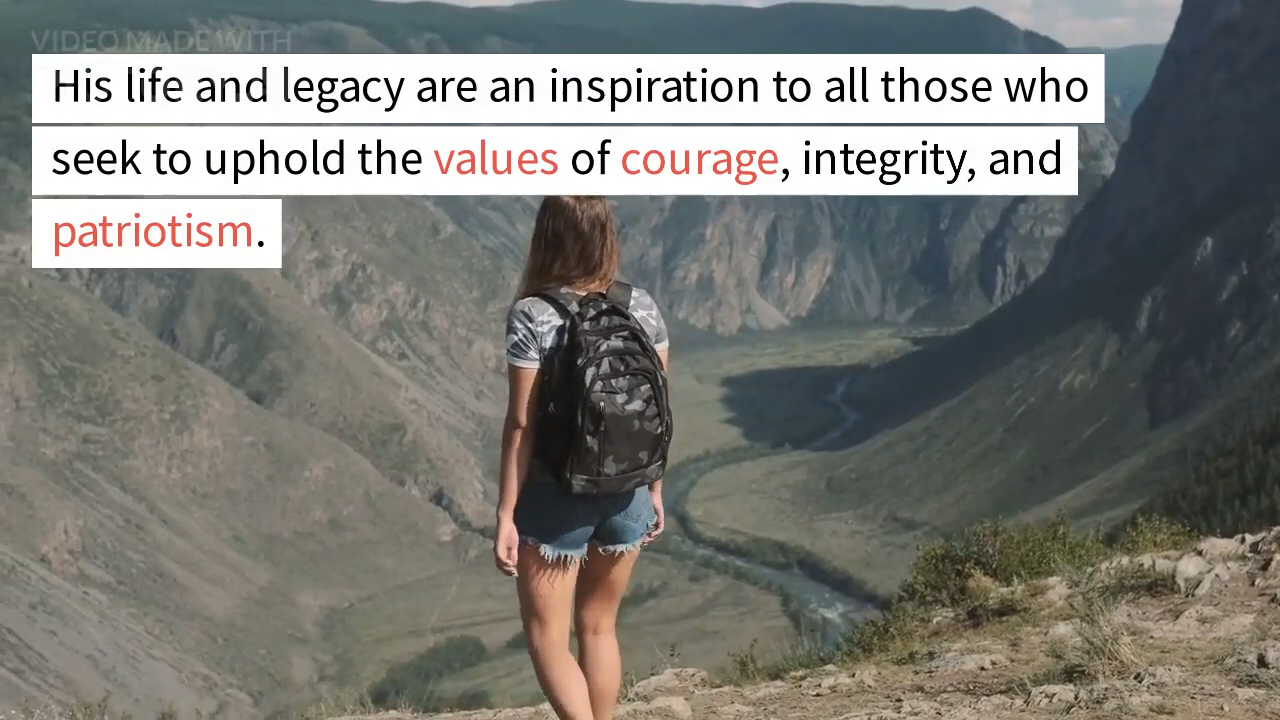 VIDEO MADE WITH
His life and legacy are an inspiration to all those who
seek to uphold the values of courage, integrity, and
patriotism.